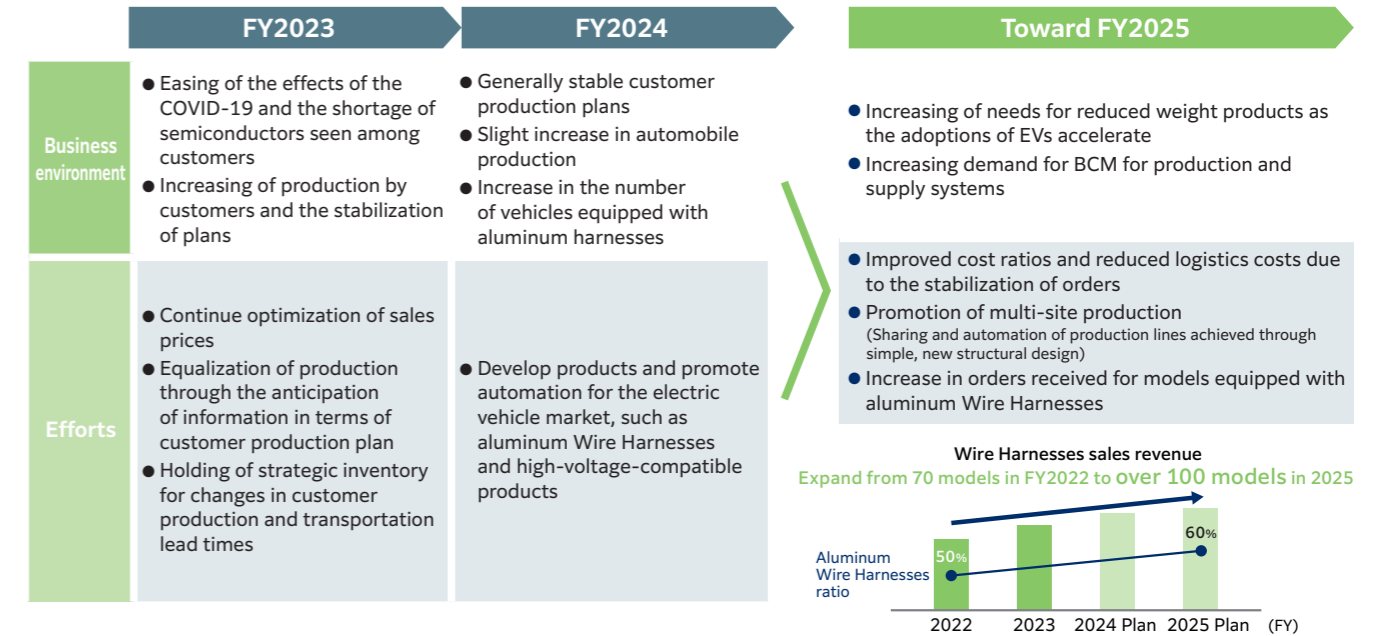 FY2023
FY2024
Toward FY2025
Business
environment
● Easing of the effects of the
COVID-19 and the shortage of
semiconductors seen among
customers
● Increasing of production by
customers and the stabilization
of plans
● Generally stable customer
production plans
● Slight increase in automobile
production
● Increase in the number
of vehicles equipped with
aluminum harnesses
● Increasing of needs for reduced weight products as
the adoptions of EVs accelerate
● Increasing demand for BCM for production and
supply systems
Efforts
● Continue optimization of sales
prices
● Equalization of production
through the anticipation
of information in terms of
customer production plan
● Holding of strategic inventory
for changes in customer
production and transportation
lead times
● Develop products and promote
automation for the electric
vehicle market, such as
aluminum Wire Harnesses
and high-voltage-compatible
products
● Improved cost ratios and reduced logistics costs due
to the stabilization of orders
● Promotion of multi-site production
(Sharing and automation of production lines achieved through
simple, new structural design)
● Increase in orders received for models equipped with
aluminum Wire Harnesses
Wire Harnesses sales revenue
Expand from 70 models in FY2022 to over 100 models in 2025
Aluminum
Wire Harnesses
ratio
50%
60%
2022
2023
2024 Plan
2025 Plan
(FY)